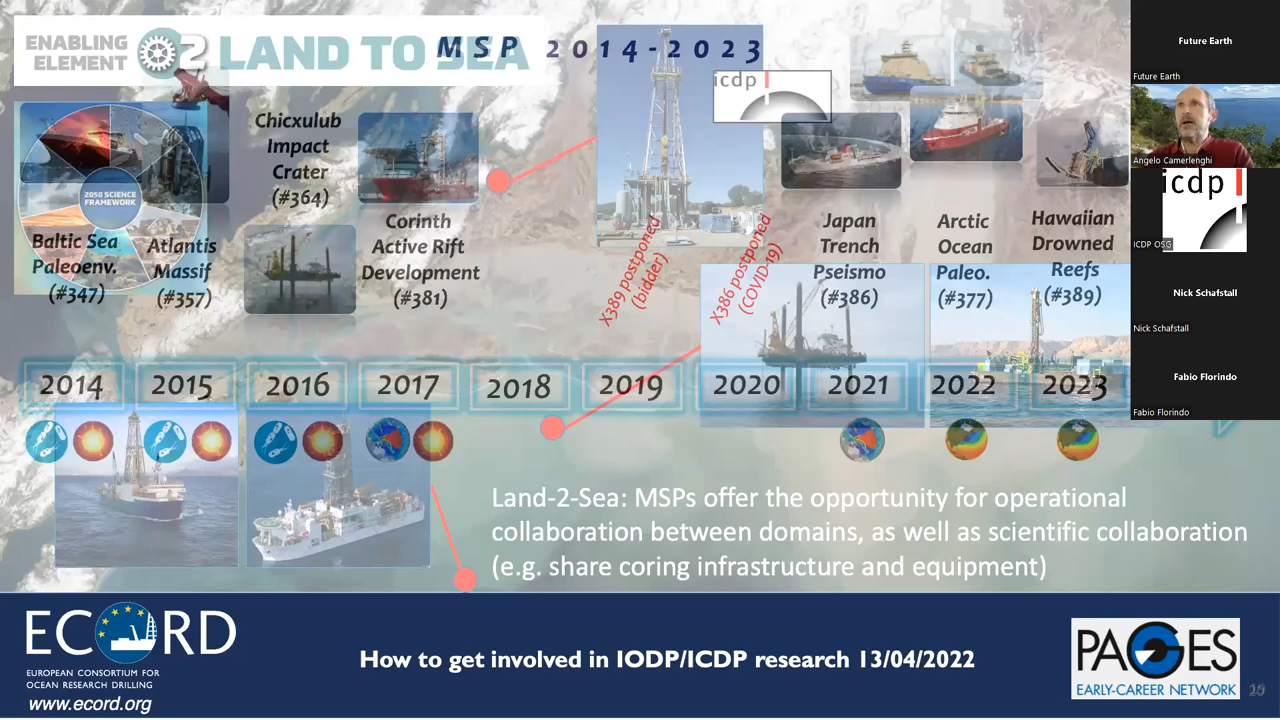 ENABLING
ELEMENT
2 LAND TO SEA
MSP 2014-2023
icdp
2050 SCIENCE
FRAMEWORK
Baltic Sea
Paleoenv.
(#347)
Atlantis
Massif
(#357)
Chicxulub
Impact
Crater
(#364)
Corinth
Active Rift
Development
(#381)
X389 postponed
(bidder)
X386 postponed
(COVID-19)
Japan
Trench
Pseismo
(#386)
Arctic
Ocean
Paleo.
(#377)
Hawaiian
Drowned
Reefs
(#389)
2014
2015
2016
2017
2018
2019
2020
2021
2022
2023
Land-2-Sea: MSPs offer the opportunity for operational
collaboration between domains, as well as scientific collaboration
(e.g. share coring infrastructure and equipment)
ECORD
EUROPEAN CONSORTIUM FOR
OCEAN RESEARCH DRILLING
www.ecord.org
How to get involved in IODP/ICDP research 13/04/2022
PAGES
EARLY-CAREER NETWORK
Future Earth
Future Earth
Angelo Camerlenghi
icdp
ICDP OSG
Nick Schafstall
Nick Schafstall
Fabio Florindo
Fabio Florindo